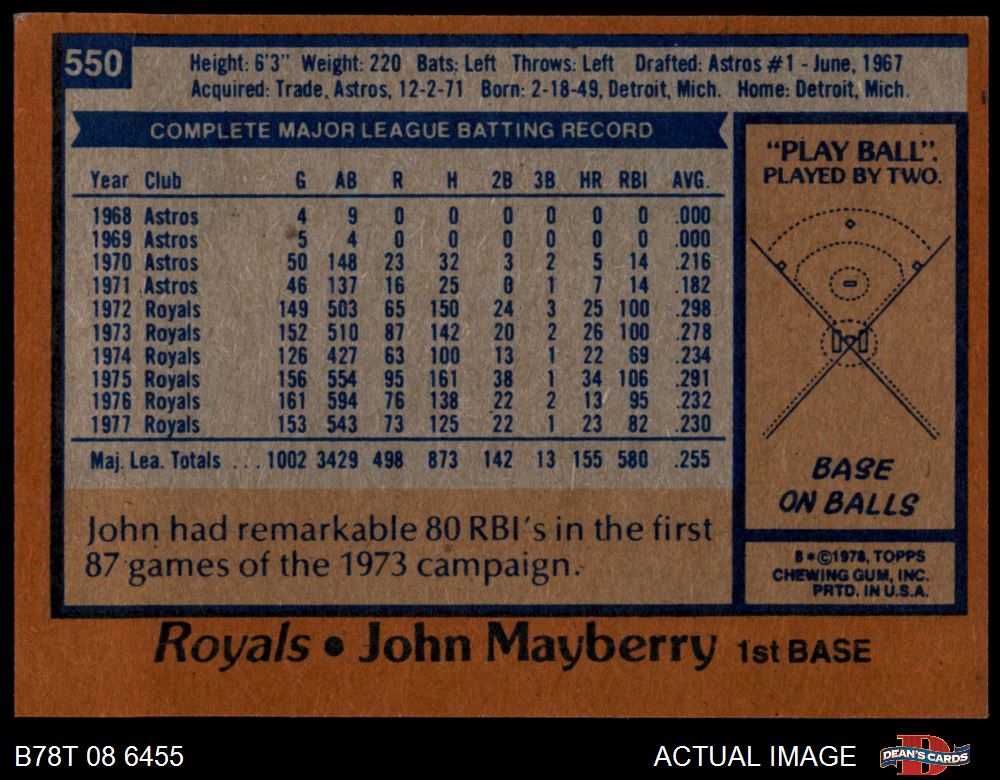 550
Height: 6'3" Weight: 220 Bats: Left Throws: Left Drafted: Astros #1 - June, 1967
Acquired: Trade, Astros, 12-2-71 Born: 2-18-49, Detroit, Mich. Home: Detroit, Mich.
COMPLETE MAJOR LEAGUE BATTING RECORD
Year Club G AB R H 2B 3B HR RBI AVG.
1968 Astros 4 9 0 0 0 0 0 0 .000
1969 Astros 5 4 0 0 0 0 0 0 .000
1970 Astros 50 148 23 32 3 2 5 14 .216
1971 Astros 46 137 16 25 0 1 7 14 .182
1972 Royals 149 503 65 150 24 3 25 100 .298
1973 Royals 152 510 87 142 20 2 26 100 .278
1974 Royals 126 427 63 100 13 1 22 69 .234
1975 Royals 156 554 95 161 38 1 34 106 .291
1976 Royals 161 594 76 138 22 2 13 95 .232
1977 Royals 153 543 73 125 22 1 23 82 .230
Maj. Lea. Totals ... 1002 3429 498 873 142 13 155 580 .255
John had remarkable 80 RBI's in the first
87 games of the 1973 campaign.
"PLAY BALL".
PLAYED BY TWO.
BASE
ON BALLS
B*©1978, TOPPS
CHEWING GUM, INC.
PRTD. IN U.S.A.
Royals • John Mayberry 1st BASE
B78T 08 6455
ACTUAL IMAGE
DEAN'S CARDS